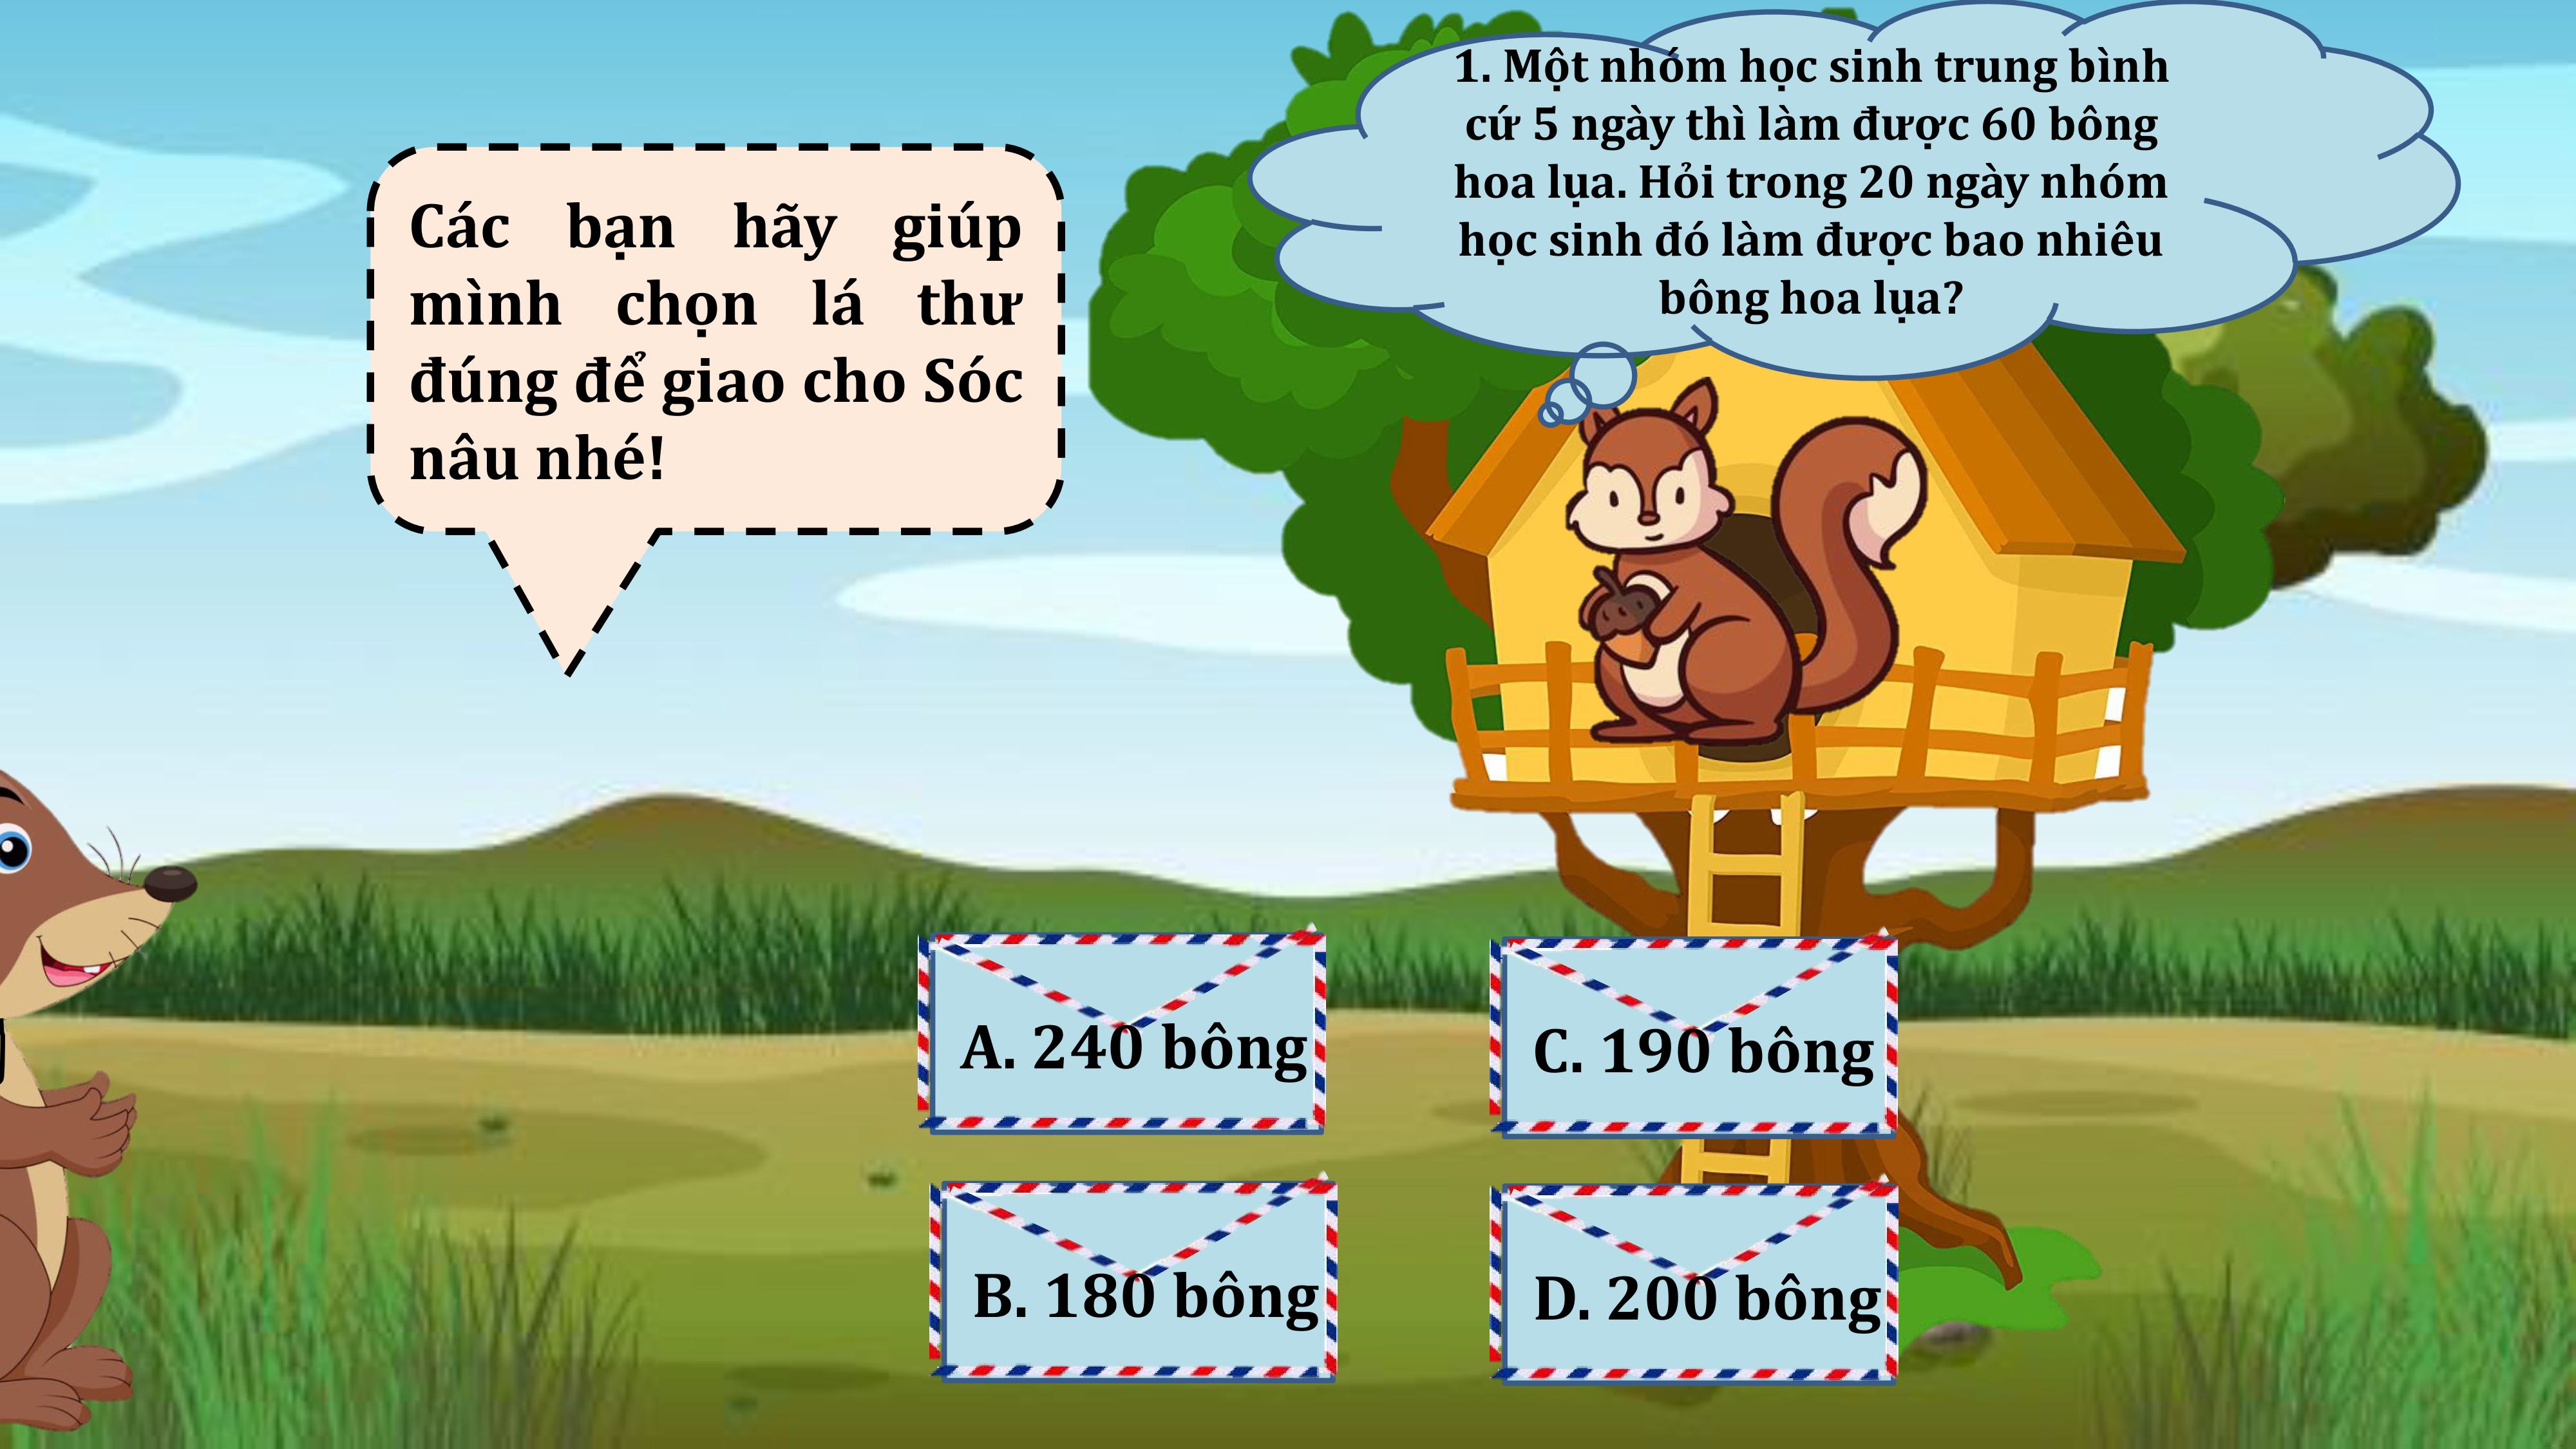 1. Một nhóm học sinh trung bình
cứ 5 ngày thì làm được 60 bông
hoa lụa. Hỏi trong 20 ngày nhóm
học sinh đó làm được bao nhiêu
bông hoa lụa?
Các bạn hãy giúp
mình chọn lá thư
đúng để giao cho Sóc
nâu nhé!
A. 240 bông
C. 190 bông
B. 180 bông
D. 200 bông